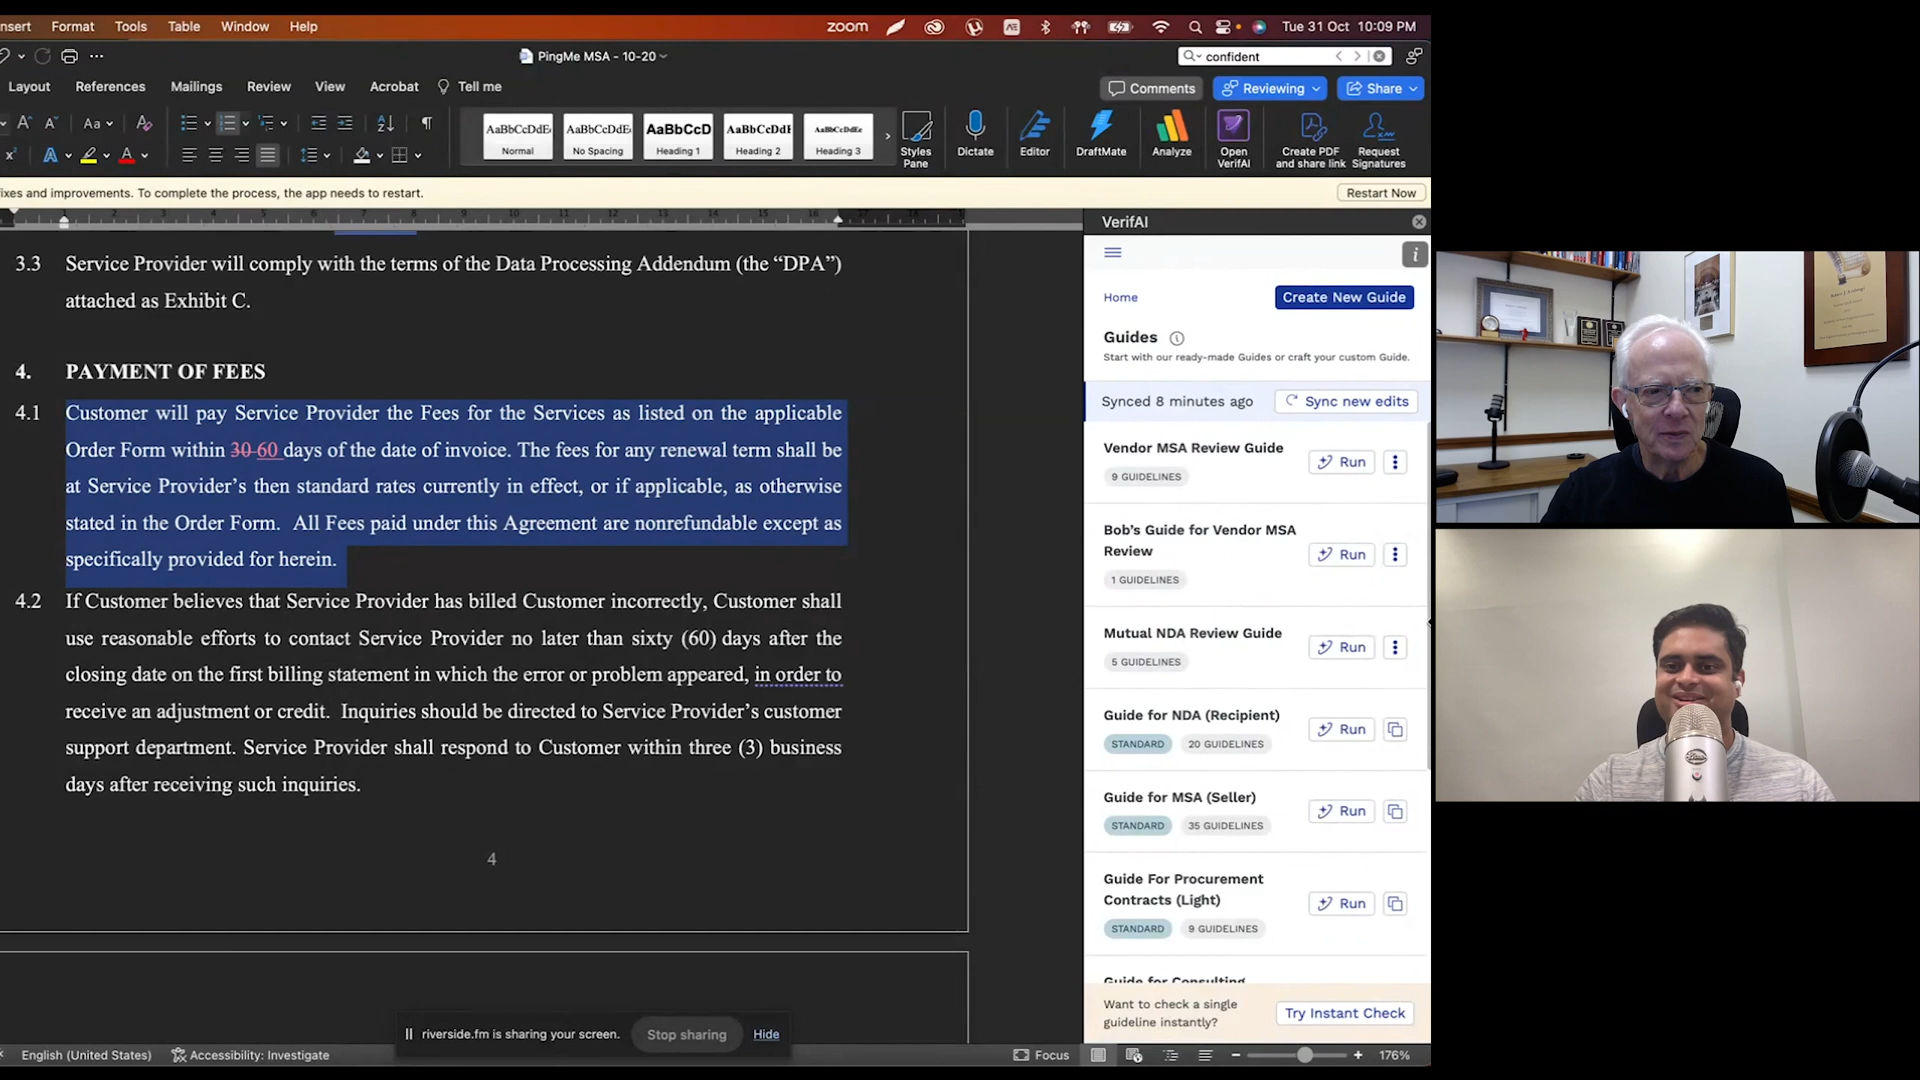 nsert Format Tools Table Window Help
zoom Tue 31 Oct 10:09 PM
PingMe MSA - 10-20
confident
Layout References Mailings Review View Acrobat Tell me
Comments Reviewing Share
AaBbCcDdE AaBbCcDdE AaBbCcD AaBbCcDdE AaBbCcDdEe
Normal No Spacing Heading 1 Heading 2 Heading 3
Styles Pane
Dictate
Editor
DraftMate
Analyze
Open VerifAI
Create PDF and share link
Request Signatures
ixes and improvements. To complete the process, the app needs to restart.
Restart Now
3.3 Service Provider will comply with the terms of the Data Processing Addendum (the “DPA”)
attached as Exhibit C.
4. PAYMENT OF FEES
4.1 Customer will pay Service Provider the Fees for the Services as listed on the applicable
Order Form within 30 60 days of the date of invoice. The fees for any renewal term shall be
at Service Provider’s then standard rates currently in effect, or if applicable, as otherwise
stated in the Order Form. All Fees paid under this Agreement are nonrefundable except as
specifically provided for herein.
4.2 If Customer believes that Service Provider has billed Customer incorrectly, Customer shall
use reasonable efforts to contact Service Provider no later than sixty (60) days after the
closing date on the first billing statement in which the error or problem appeared, in order to
receive an adjustment or credit. Inquiries should be directed to Service Provider’s customer
support department. Service Provider shall respond to Customer within three (3) business
days after receiving such inquiries.
4
riverside.fm is sharing your screen. Stop sharing Hide
English (United States) Accessibility: Investigate
Focus 176%
VerifAI
Home Create New Guide
Guides
Start with our ready-made Guides or craft your custom Guide.
Synced 8 minutes ago Sync new edits
Vendor MSA Review Guide
9 GUIDELINES
Run
Bob’s Guide for Vendor MSA
Review
1 GUIDELINES
Run
Mutual NDA Review Guide
5 GUIDELINES
Run
Guide for NDA (Recipient)
STANDARD 20 GUIDELINES
Run
Guide for MSA (Seller)
STANDARD 35 GUIDELINES
Run
Guide For Procurement
Contracts (Light)
STANDARD 9 GUIDELINES
Run
Guide for Consulting
Want to check a single
guideline instantly?
Try Instant Check